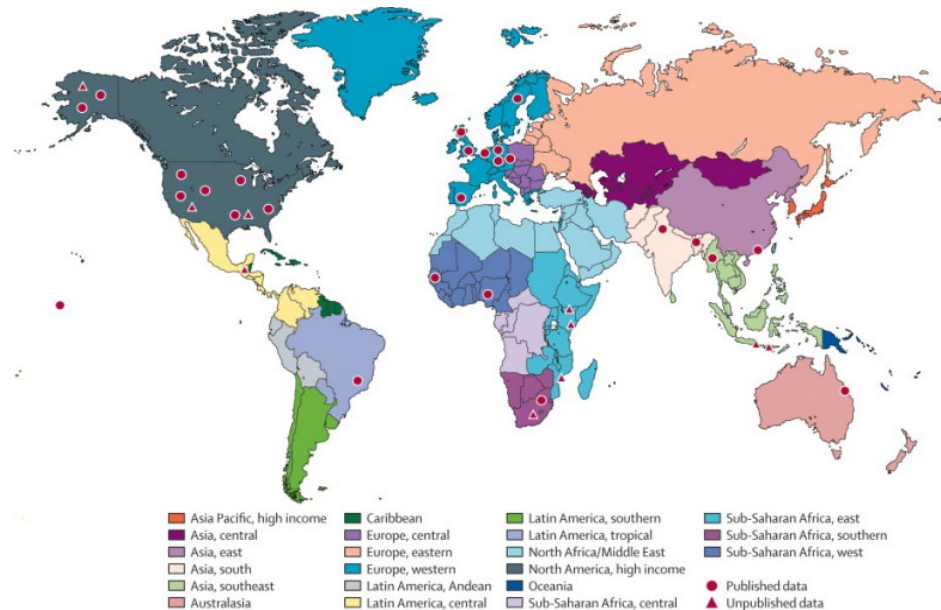 Asia Pacific, high income
Asia, central
Asia, east
Asia, south
Asia, southeast
Australasia
Caribbean
Europe, central
Europe, eastern
Europe, western
Latin America, Andean
Latin America, central
Latin America, southern
Latin America, tropical
North Africa/Middle East
North America, high income
Oceania
Sub-Saharan Africa, central
Sub-Saharan Africa, east
Sub-Saharan Africa, southern
Sub-Saharan Africa, west
Published data
Unpublished data